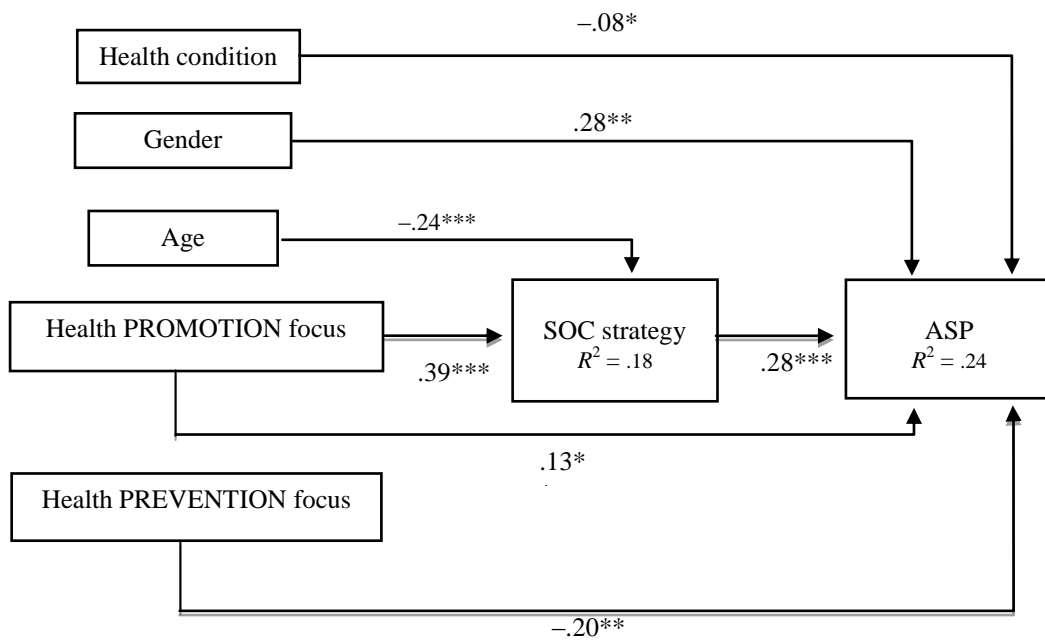 –.08*
Health condition
.28**
Gender
–.24***
Age
Health PROMOTION focus
SOC strategy
R² = .18
ASP
R² = .24
.39***
.28***
.13*
Health PREVENTION focus
–.20**